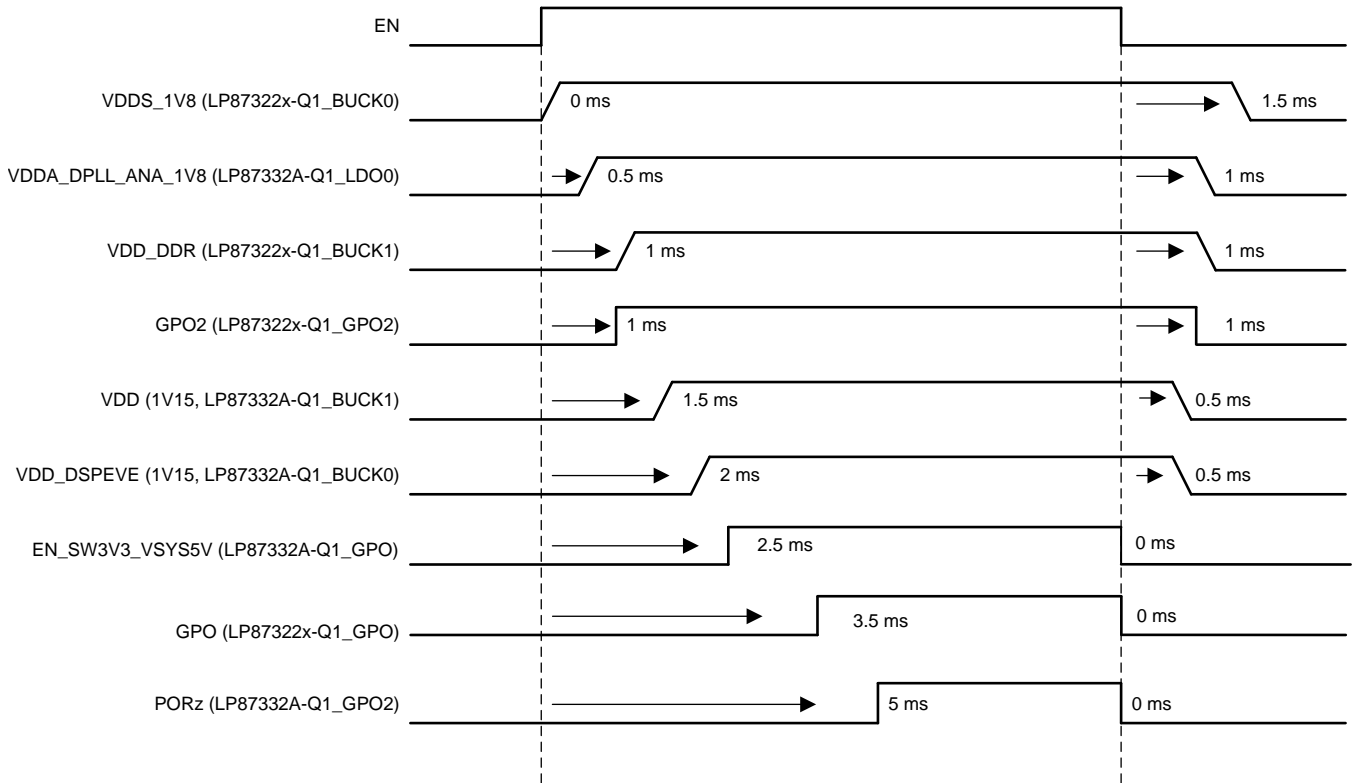 EN
VDDS_1V8 (LP87322x-Q1_BUCK0) 0 ms 1.5 ms
VDDA_DPLL_ANA_1V8 (LP87332A-Q1_LDO0) 0.5 ms 1 ms
VDD_DDR (LP87322x-Q1_BUCK1) 1 ms 1 ms
GPO2 (LP87322x-Q1_GPO2) 1 ms 1 ms
VDD (1V15, LP87332A-Q1_BUCK1) 1.5 ms 0.5 ms
VDD_DSPEVE (1V15, LP87332A-Q1_BUCK0) 2 ms 0.5 ms
EN_SW3V3_VSYS5V (LP87332A-Q1_GPO) 2.5 ms 0 ms
GPO (LP87322x-Q1_GPO) 3.5 ms 0 ms
PORz (LP87332A-Q1_GPO2) 5 ms 0 ms